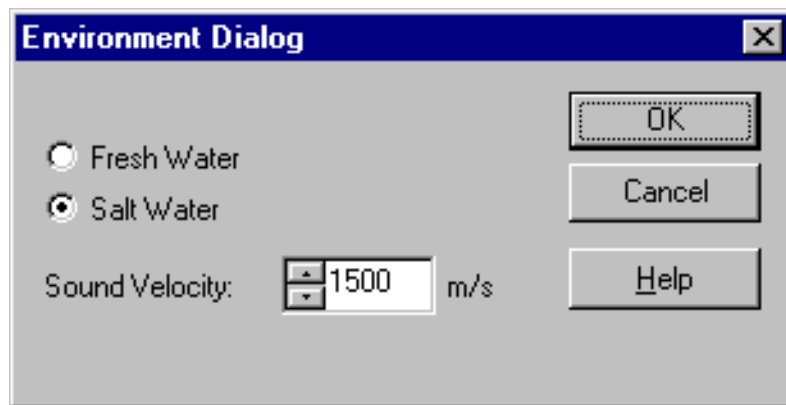 Environment Dialog
OK
Fresh Water
Cancel
Salt Water
Sound Velocity: 1500 m/s
Help